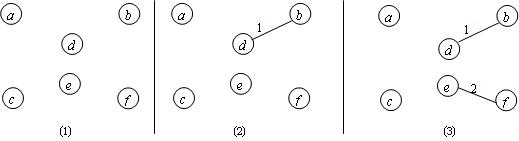 a b d c e f (1)
a b 1 d c e f (2)
a b 1 d e 2 c f (3)